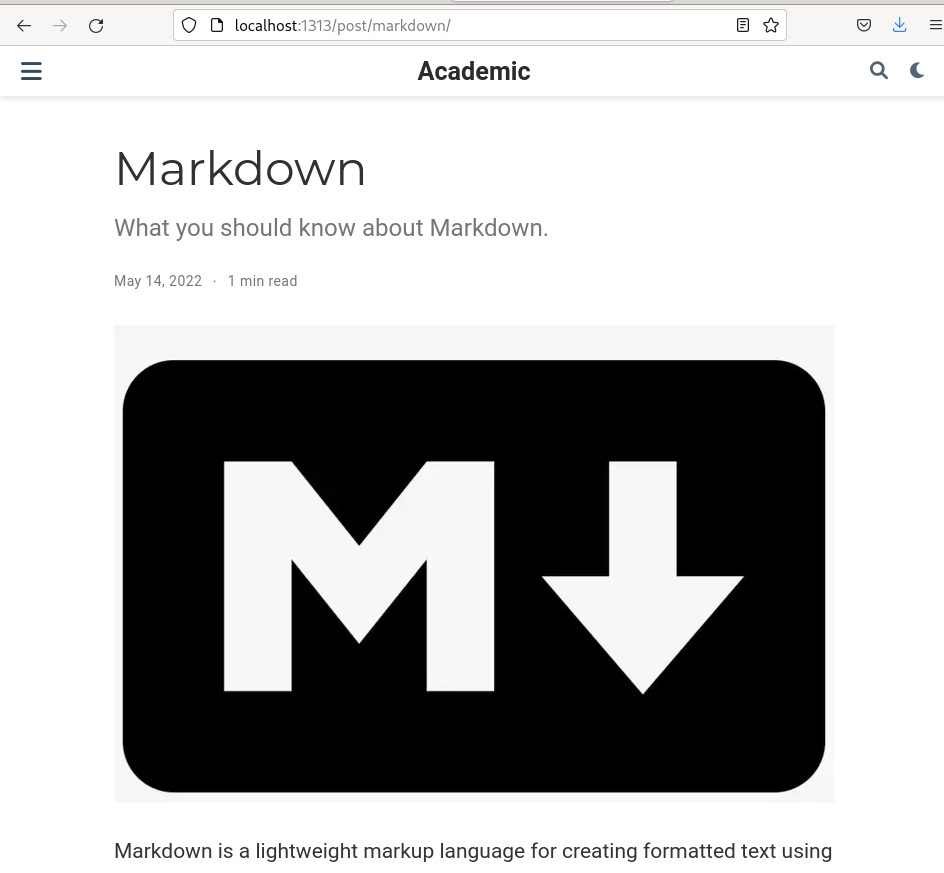 localhost:1313/post/markdown/
Academic
Markdown
What you should know about Markdown.
May 14, 2022 · 1 min read
M
Markdown is a lightweight markup language for creating formatted text using